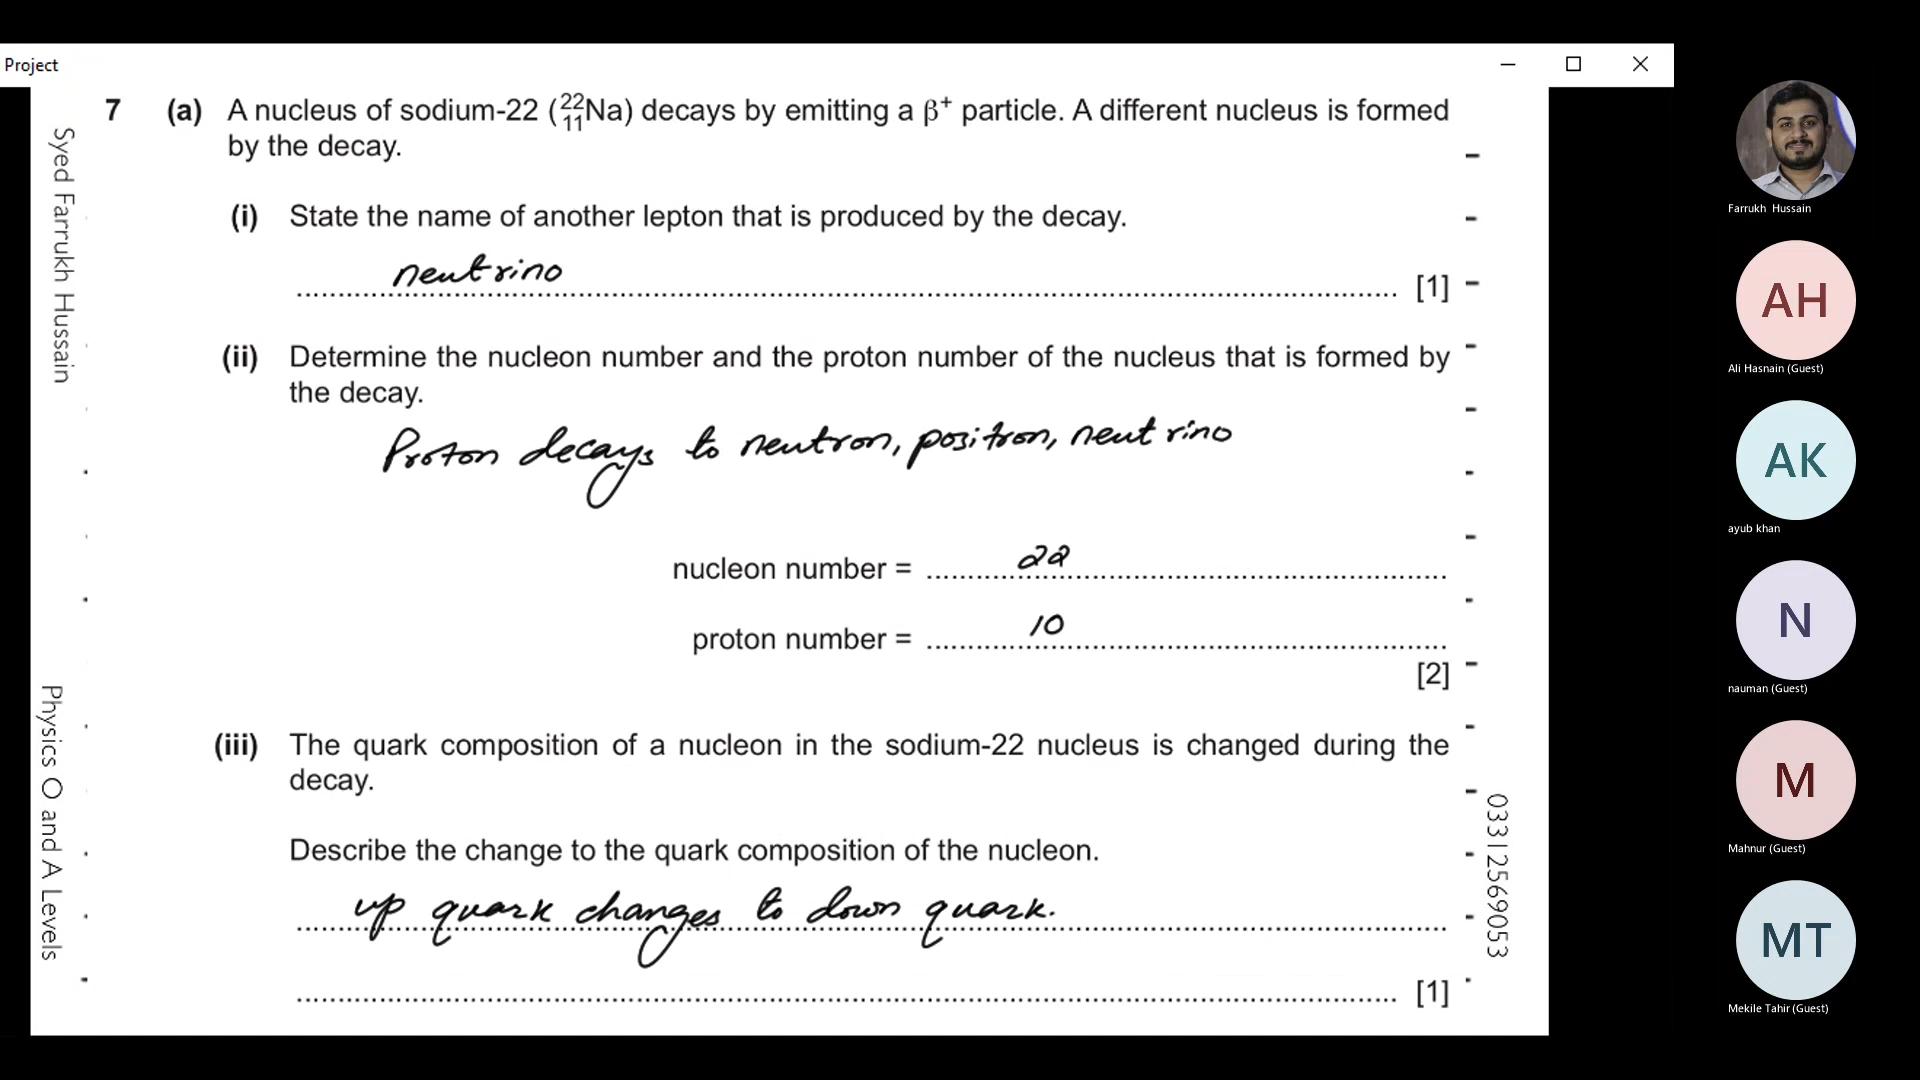 Project
7 (a) A nucleus of sodium-22 (²²₁₁Na) decays by emitting a β⁺ particle. A different nucleus is formed
by the decay.
(i) State the name of another lepton that is produced by the decay.
neutrino
[1]
(ii) Determine the nucleon number and the proton number of the nucleus that is formed by
the decay.
Proton decays to neutron, positron, neutrino
nucleon number = 22
proton number = 10
[2]
(iii) The quark composition of a nucleon in the sodium-22 nucleus is changed during the
decay.
Describe the change to the quark composition of the nucleon.
up quark changes to down quark.
[1]
Syed Farrukh Hussain
Physics O and A Levels
03312569053
Farrukh Hussain
AH
Ali Hasnain (Guest)
AK
ayub khan
N
nauman (Guest)
M
Mahnur (Guest)
MT
Mekile Tahir (Guest)